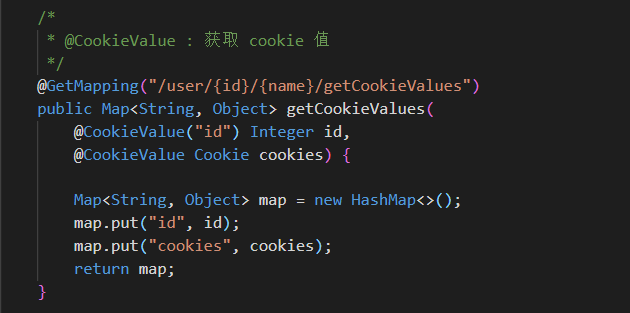 /*
 * @CookieValue : 获取 cookie 值
 */
@GetMapping("/user/{id}/{name}/getCookieValues")
public Map<String, Object> getCookieValues(
    @CookieValue("id") Integer id,
    @CookieValue Cookie cookies) {

    Map<String, Object> map = new HashMap<>();
    map.put("id", id);
    map.put("cookies", cookies);
    return map;
}